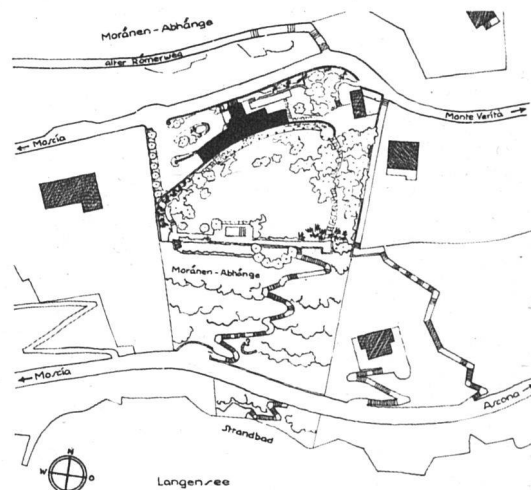 Moränen-Abhänge
alter Römerweg
← Moscia
Monte Verità →
Moränen-Abhänge
← Moscia
Ascona →
Strandbad
N
W O
S
Langensee